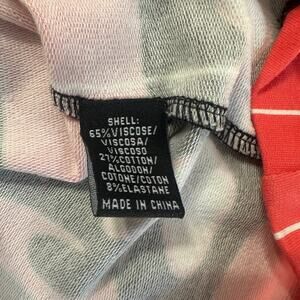 SHELL:
65%VISCOSE/
VISCOSA/
VISCOSO
27%COTTON/
ALGODON/
COTONE/COTON
8%ELASTANE
MADE IN CHINA